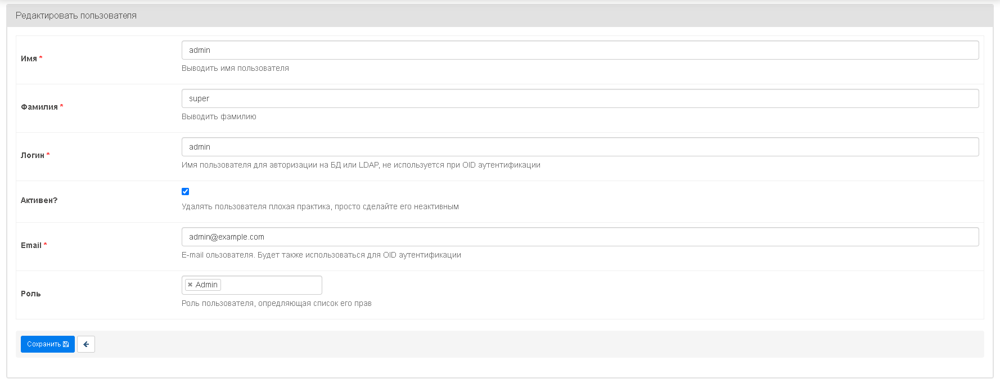 Редактировать пользователя
Имя *
admin
Выводить имя пользователя
Фамилия *
super
Выводить фамилию
Логин *
admin
Имя пользователя для авторизации на БД или LDAP, не используется при OID аутентификации
Активен?
Удалять пользователя плохая практика, просто сделайте его неактивным
Email *
admin@example.com
E-mail ользователя. Будет также использоваться для OID аутентификации
Роль
× Admin
Роль пользователя, опредляющая список его прав
Сохранить